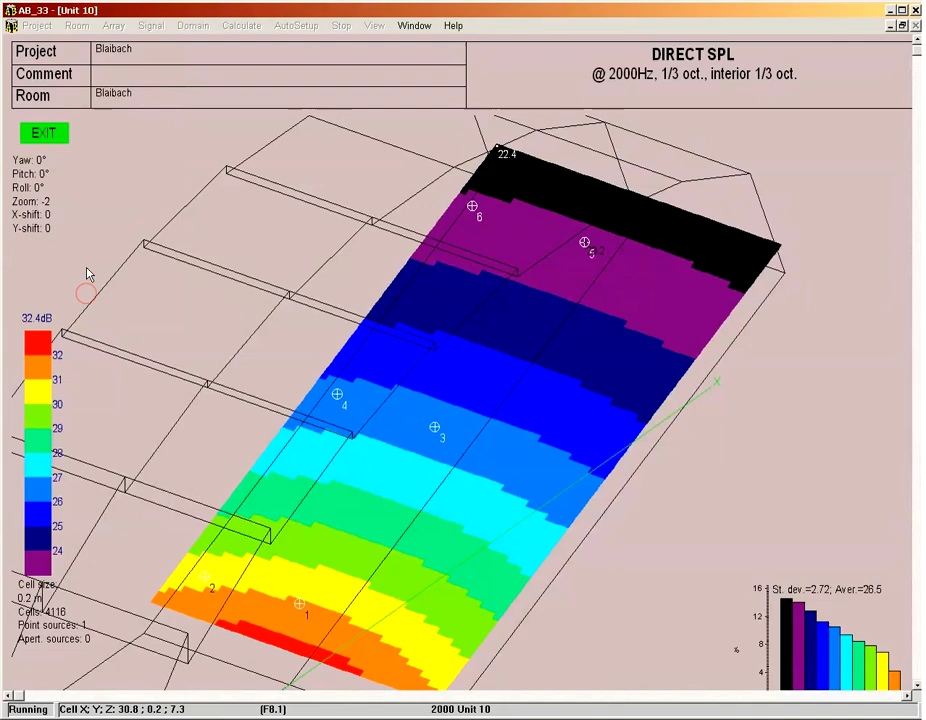 AB_33 - [Unit 10]
Project Room Array Signal Domain Calculate AutoSetup Stop View Window Help
Project Blaibach
Comment
Room Blaibach
DIRECT SPL
@ 2000Hz, 1/3 oct., interior 1/3 oct.
EXIT
Yaw: 0°
Pitch: 0°
Roll: 0°
Zoom: -2
X-shift: 0
Y-shift: 0
22.4
6
5
4
3
2
1
X
32.4dB
32
31
30
29
28
27
26
25
24
Cell size:
0.2 m
Cells: 4116
Point sources: 1
Apert. sources: 0
St. dev.=2.72; Aver.=26.5
16
12
8
4
%
Running Cell X; Y; Z: 30.8 ; 0.2 ; 7.3 (F8.1) 2000 Unit 10